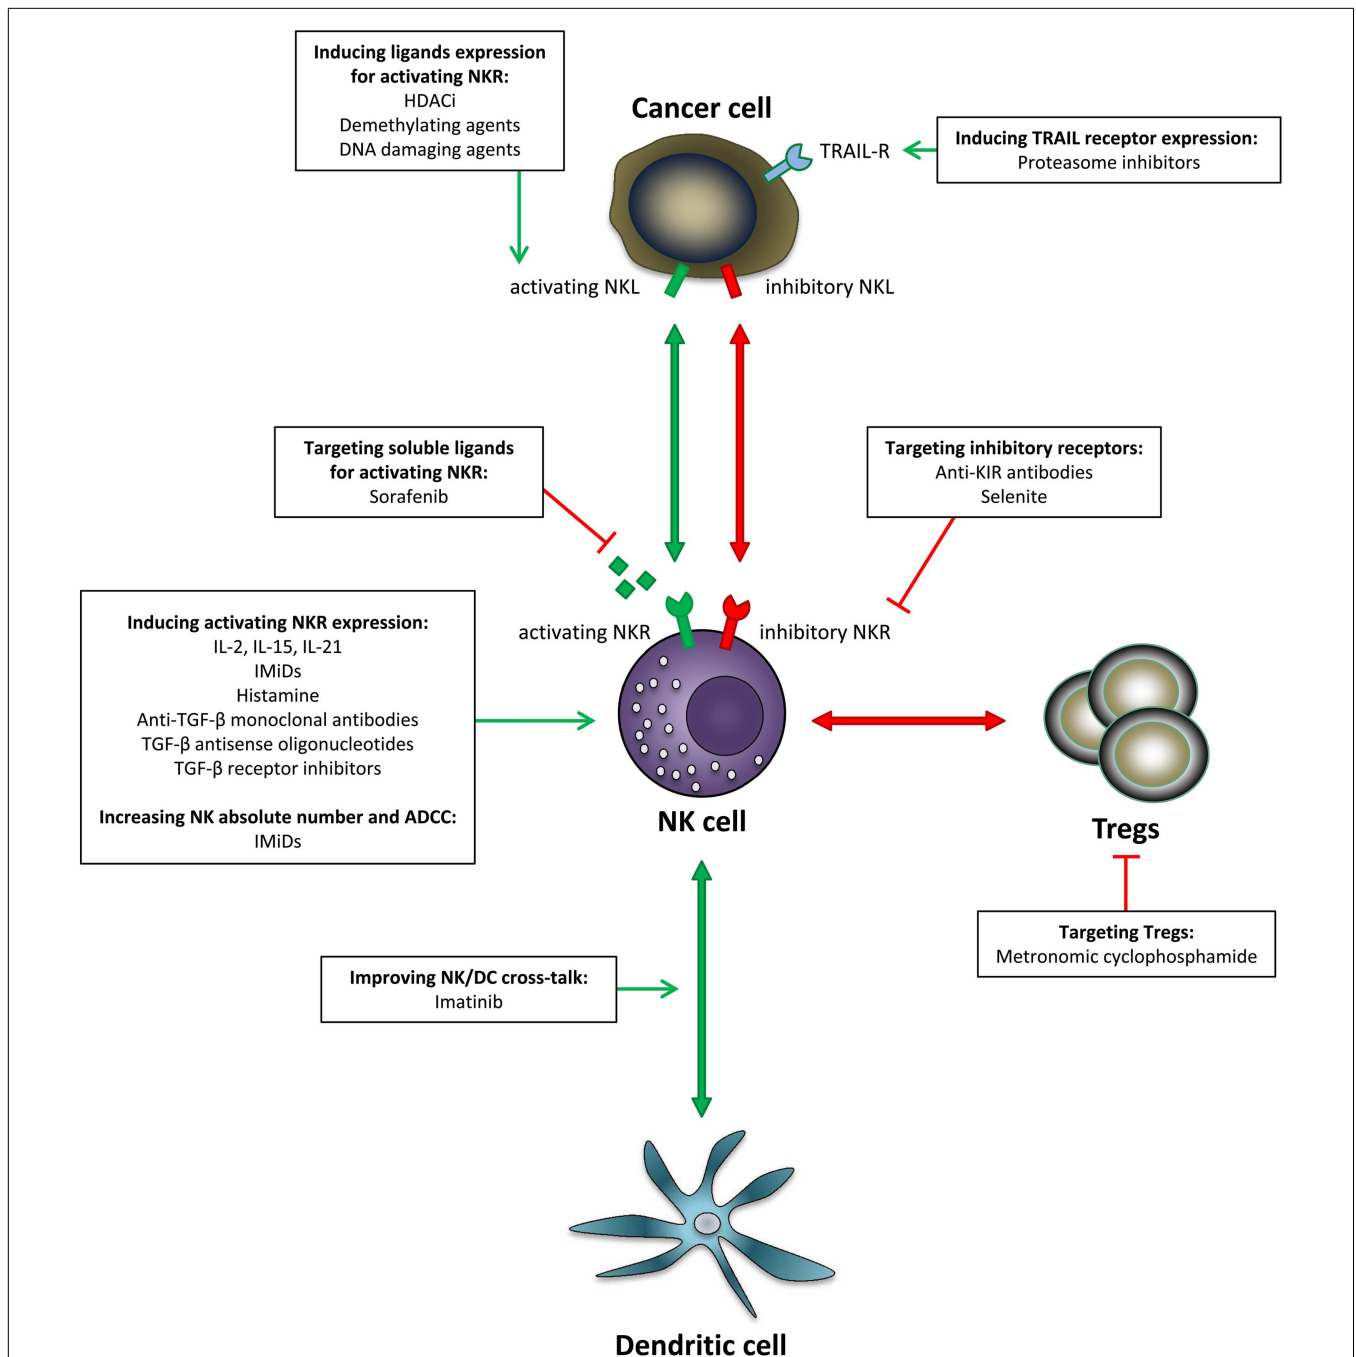 Inducing ligands expression
for activating NKR:
HDACi
Demethylating agents
DNA damaging agents
Cancer cell
TRAIL-R
Inducing TRAIL receptor expression:
Proteasome inhibitors
activating NKL
inhibitory NKL
Targeting soluble ligands
for activating NKR:
Sorafenib
Targeting inhibitory receptors:
Anti-KIR antibodies
Selenite
activating NKR
inhibitory NKR
Inducing activating NKR expression:
IL-2, IL-15, IL-21
IMiDs
Histamine
Anti-TGF-β monoclonal antibodies
TGF-β antisense oligonucleotides
TGF-β receptor inhibitors
Increasing NK absolute number and ADCC:
IMiDs
NK cell
Tregs
Targeting Tregs:
Metronomic cyclophosphamide
Improving NK/DC cross-talk:
Imatinib
Dendritic cell